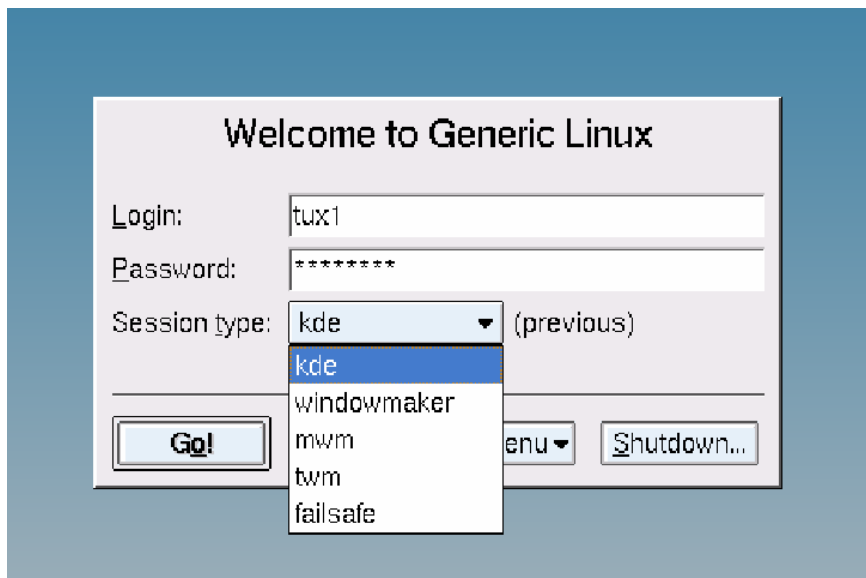 Welcome to Generic Linux
Login: tux1
Password: ********
Session type: kde (previous)
kde
windowmaker
mwm
twm
failsafe
Go! enu Shutdown...